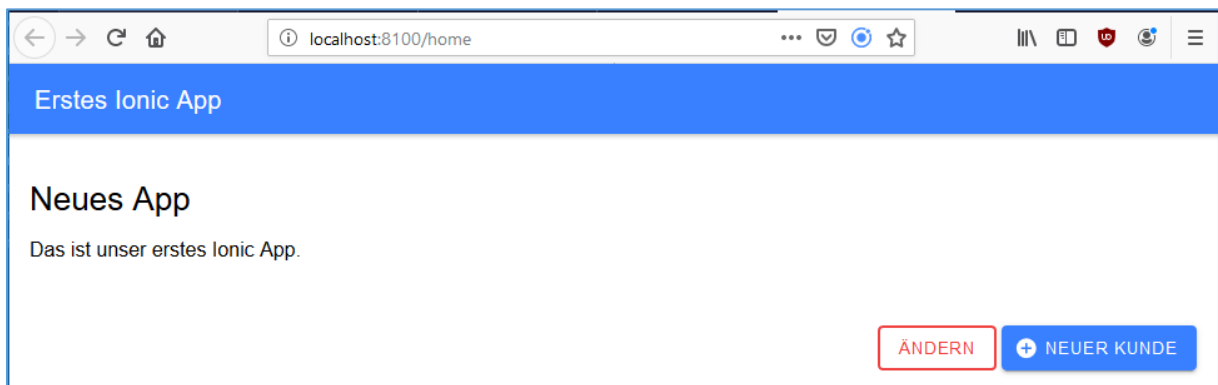 localhost:8100/home
Erstes Ionic App
Neues App
Das ist unser erstes Ionic App.
ÄNDERN NEUER KUNDE